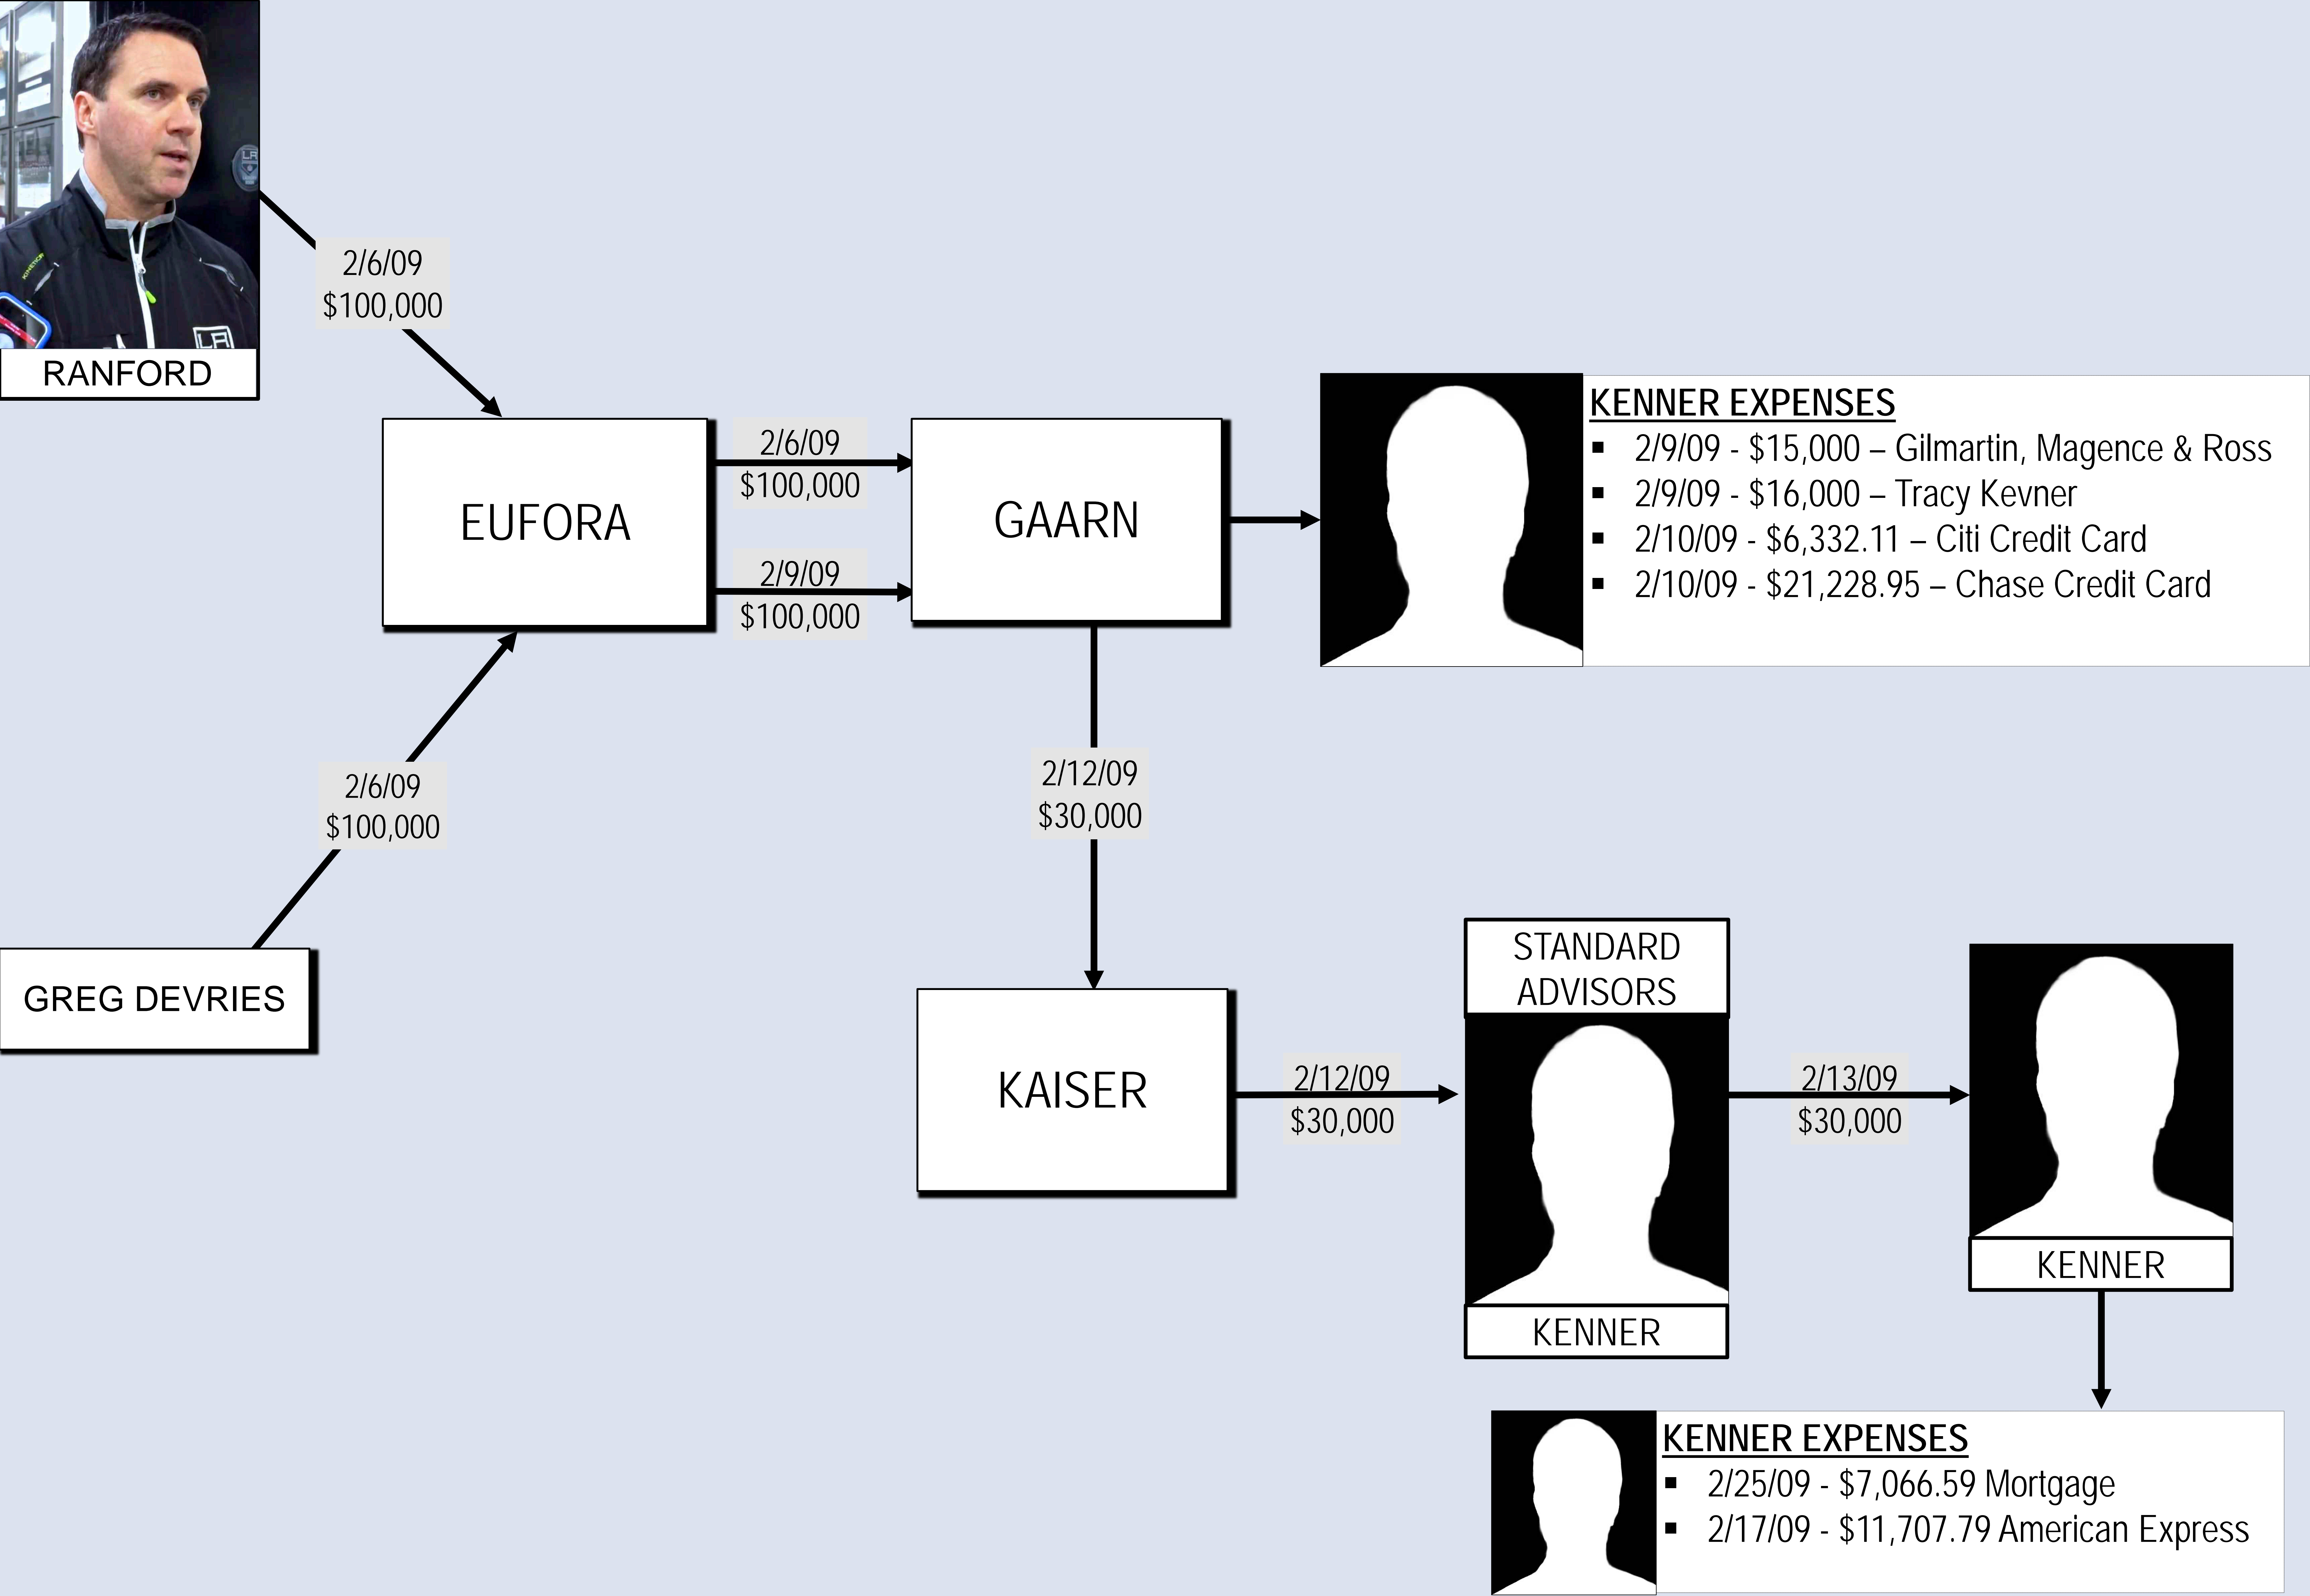 LA
KINETIC
LA
RANFORD
2/6/09
$100,000
EUFORA
2/6/09
$100,000
2/9/09
$100,000
GAARN
KENNER EXPENSES
▪ 2/9/09 - $15,000 – Gilmartin, Magence & Ross
▪ 2/9/09 - $16,000 – Tracy Kevner
▪ 2/10/09 - $6,332.11 – Citi Credit Card
▪ 2/10/09 - $21,228.95 – Chase Credit Card
2/6/09
$100,000
GREG DEVRIES
2/12/09
$30,000
KAISER
2/12/09
$30,000
STANDARD
ADVISORS
KENNER
2/13/09
$30,000
KENNER
KENNER EXPENSES
▪ 2/25/09 - $7,066.59 Mortgage
▪ 2/17/09 - $11,707.79 American Express